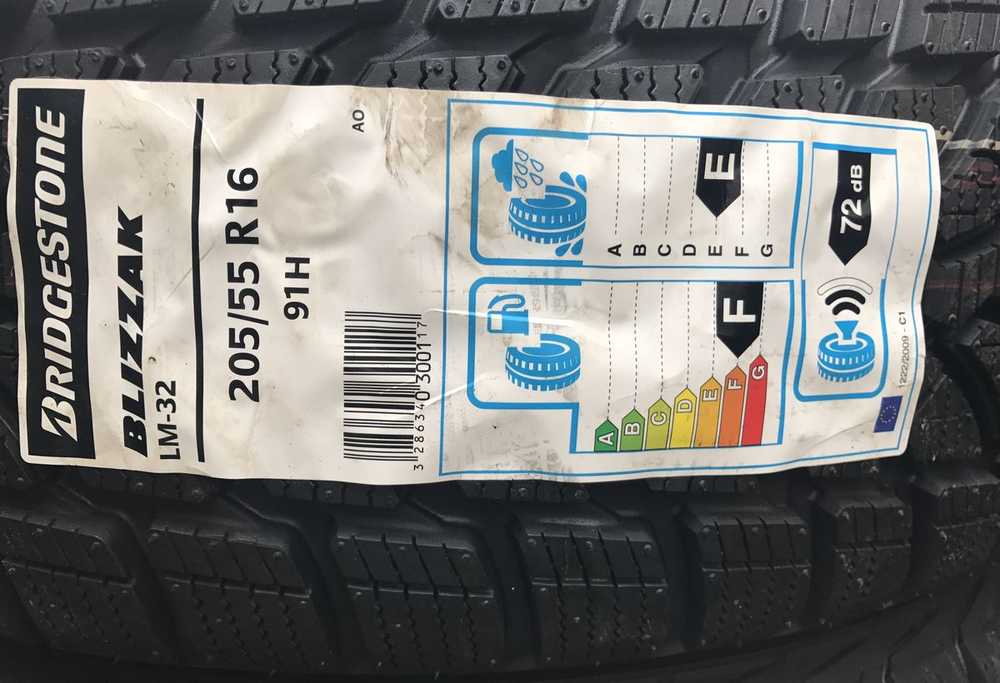 BRIDGESTONE
BLIZZAK
LM-32
205/55 R16
91H
AO
3 286340 300117
F
A
B
C
D
E
F
G
E
A
B
C
D
E
F
G
72 dB
1222/2009 - C1